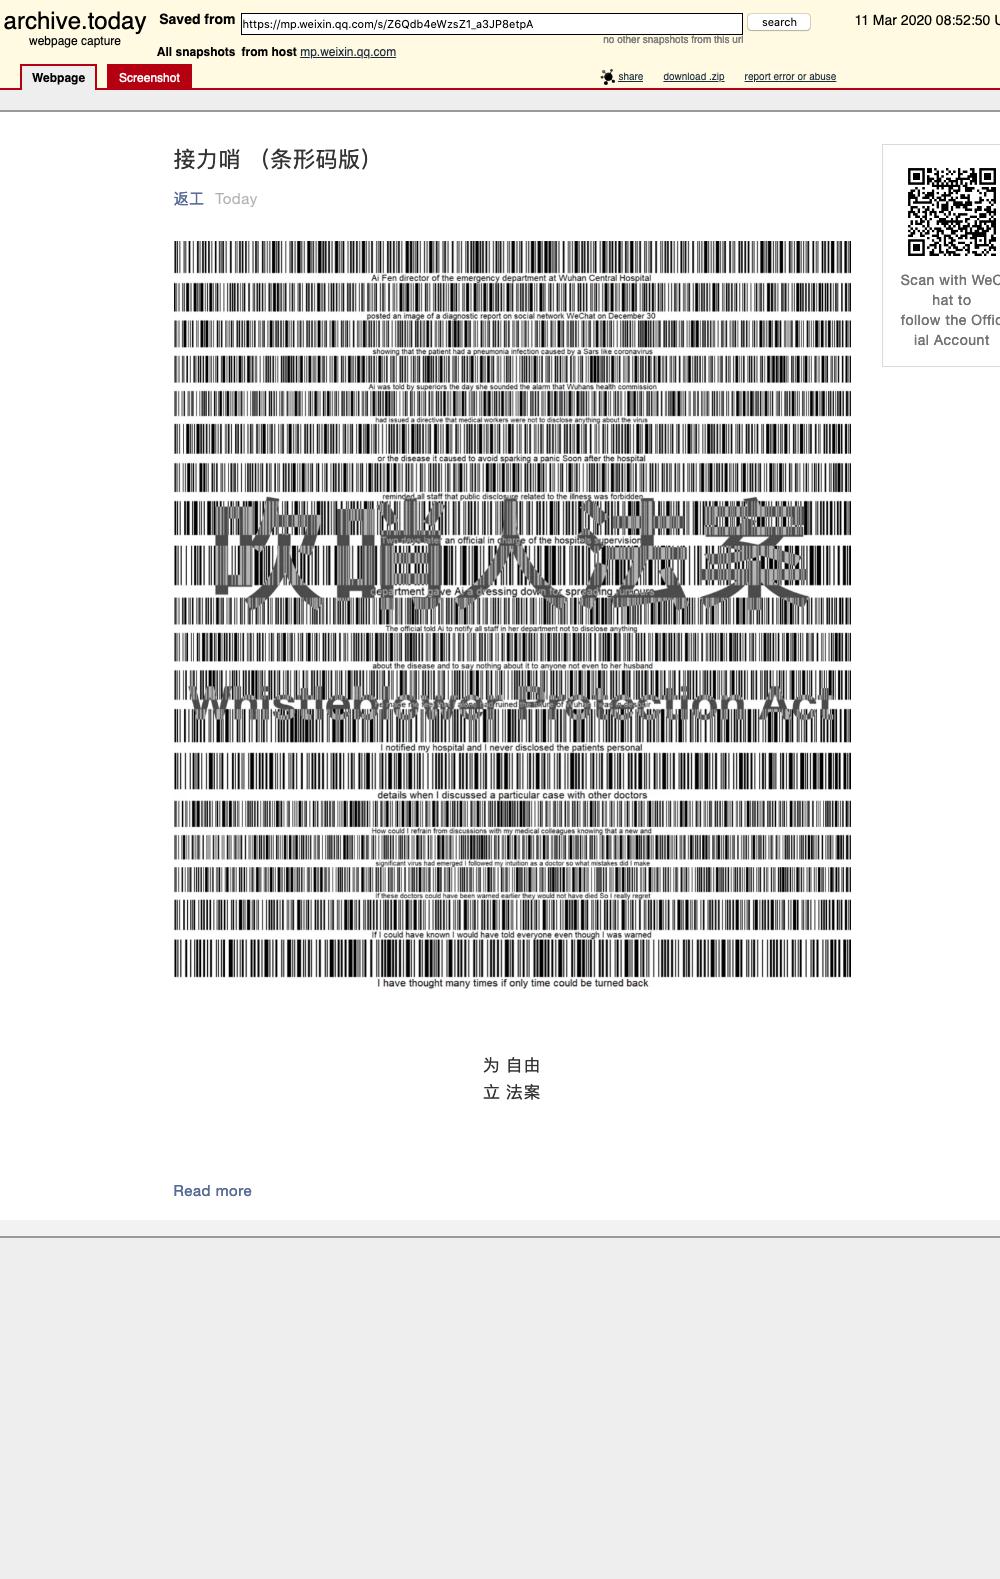 archive.today
webpage capture
Saved from
https://mp.weixin.qq.com/s/Z6Qdb4eWzsZ1_a3JP8etpA
search
11 Mar 2020 08:52:50
no other snapshots from this url
All snapshots from host mp.weixin.qq.com
Webpage
Screenshot
share
download .zip
report error or abuse
接力哨 （条形码版）
返工 Today
Scan with WeC
hat to
follow the Offic
ial Account
Ai Fen director of the emergency department at Wuhan Central Hospital
posted an image of a diagnostic report on social network WeChat on December 30
showing that the patient had a pneumonia infection caused by a Sars like coronavirus
Ai was told by superiors the day she sounded the alarm that Wuhans health commission
had issued a directive that medical workers were not to disclose anything about the virus
or the disease it caused to avoid sparking a panic Soon after the hospital
reminded all staff that public disclosure related to the illness was forbidden
吹哨人法案
Two days later an official in charge of the hospitals supervision
department gave Ai a dressing down for spreading rumours
The official told Ai to notify all staff in her department not to disclose anything
about the disease and to say nothing about it to anyone not even to her husband
Whistleblower Protection Act
ruined the future of Wuhan I was in despair
I notified my hospital and I never disclosed the patients personal
details when I discussed a particular case with other doctors
How could I refrain from discussions with my medical colleagues knowing that a new and
significant virus had emerged I followed my intuition as a doctor so what mistakes did I make
If these doctors could have been warned earlier they would not have died So I really regret
If I could have known I would have told everyone even though I was warned
I have thought many times if only time could be turned back
为 自由
立 法案
Read more